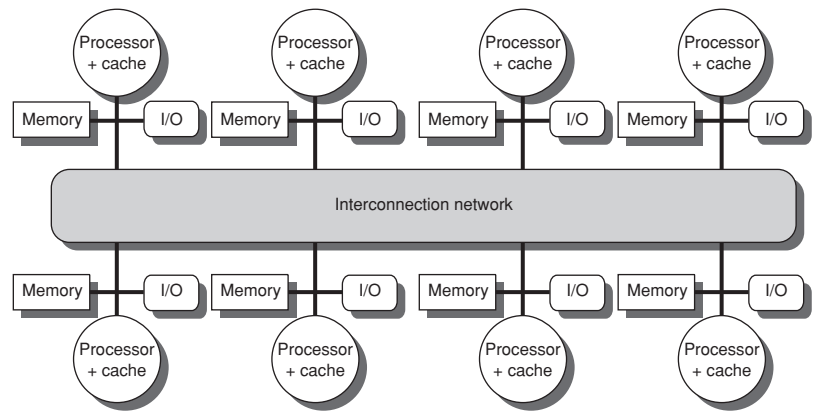 Processor
+ cache
Processor
+ cache
Processor
+ cache
Processor
+ cache
Memory
I/O
Memory
I/O
Memory
I/O
Memory
I/O
Interconnection network
Memory
I/O
Memory
I/O
Memory
I/O
Memory
I/O
Processor
+ cache
Processor
+ cache
Processor
+ cache
Processor
+ cache